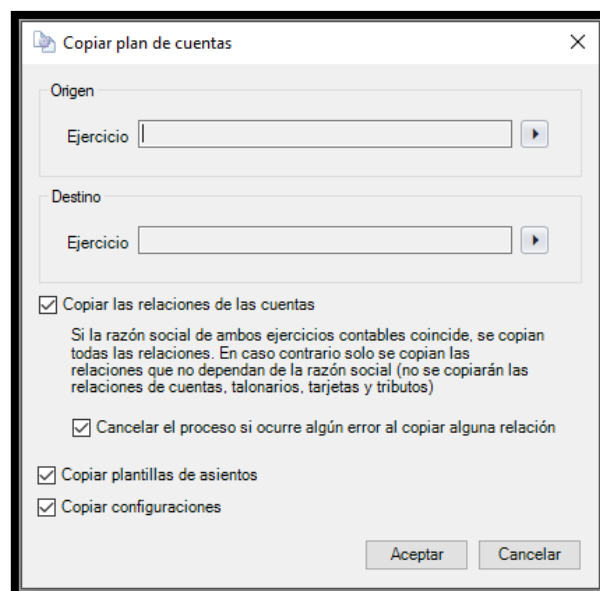 Copiar plan de cuentas
Origen
Ejercicio
Destino
Ejercicio
Copiar las relaciones de las cuentas
Si la razón social de ambos ejercicios contables coincide, se copian
todas las relaciones. En caso contrario solo se copian las
relaciones que no dependan de la razón social (no se copiarán las
relaciones de cuentas, talonarios, tarjetas y tributos)
Cancelar el proceso si ocurre algún error al copiar alguna relación
Copiar plantillas de asientos
Copiar configuraciones
Aceptar Cancelar